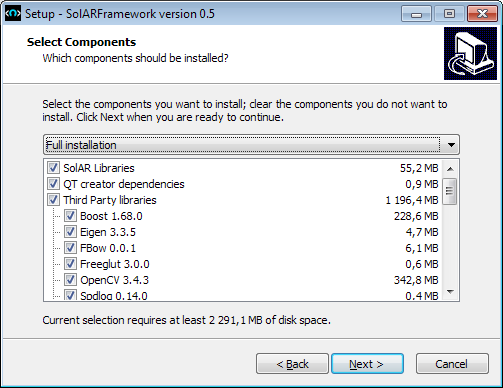 Setup - SolARFramework version 0.5
Select Components
Which components should be installed?
Select the components you want to install; clear the components you do not want to
install. Click Next when you are ready to continue.
Full installation
SolAR Libraries 55,2 MB
QT creator dependencies 0,9 MB
Third Party libraries 1 196,4 MB
Boost 1.68.0 228,6 MB
Eigen 3.3.5 4,7 MB
FBow 0.0.1 6,1 MB
Freeglut 3.0.0 0,6 MB
OpenCV 3.4.3 342,8 MB
Spdlog 0.14.0 0,4 MB
Current selection requires at least 2 291,1 MB of disk space.
< Back Next > Cancel